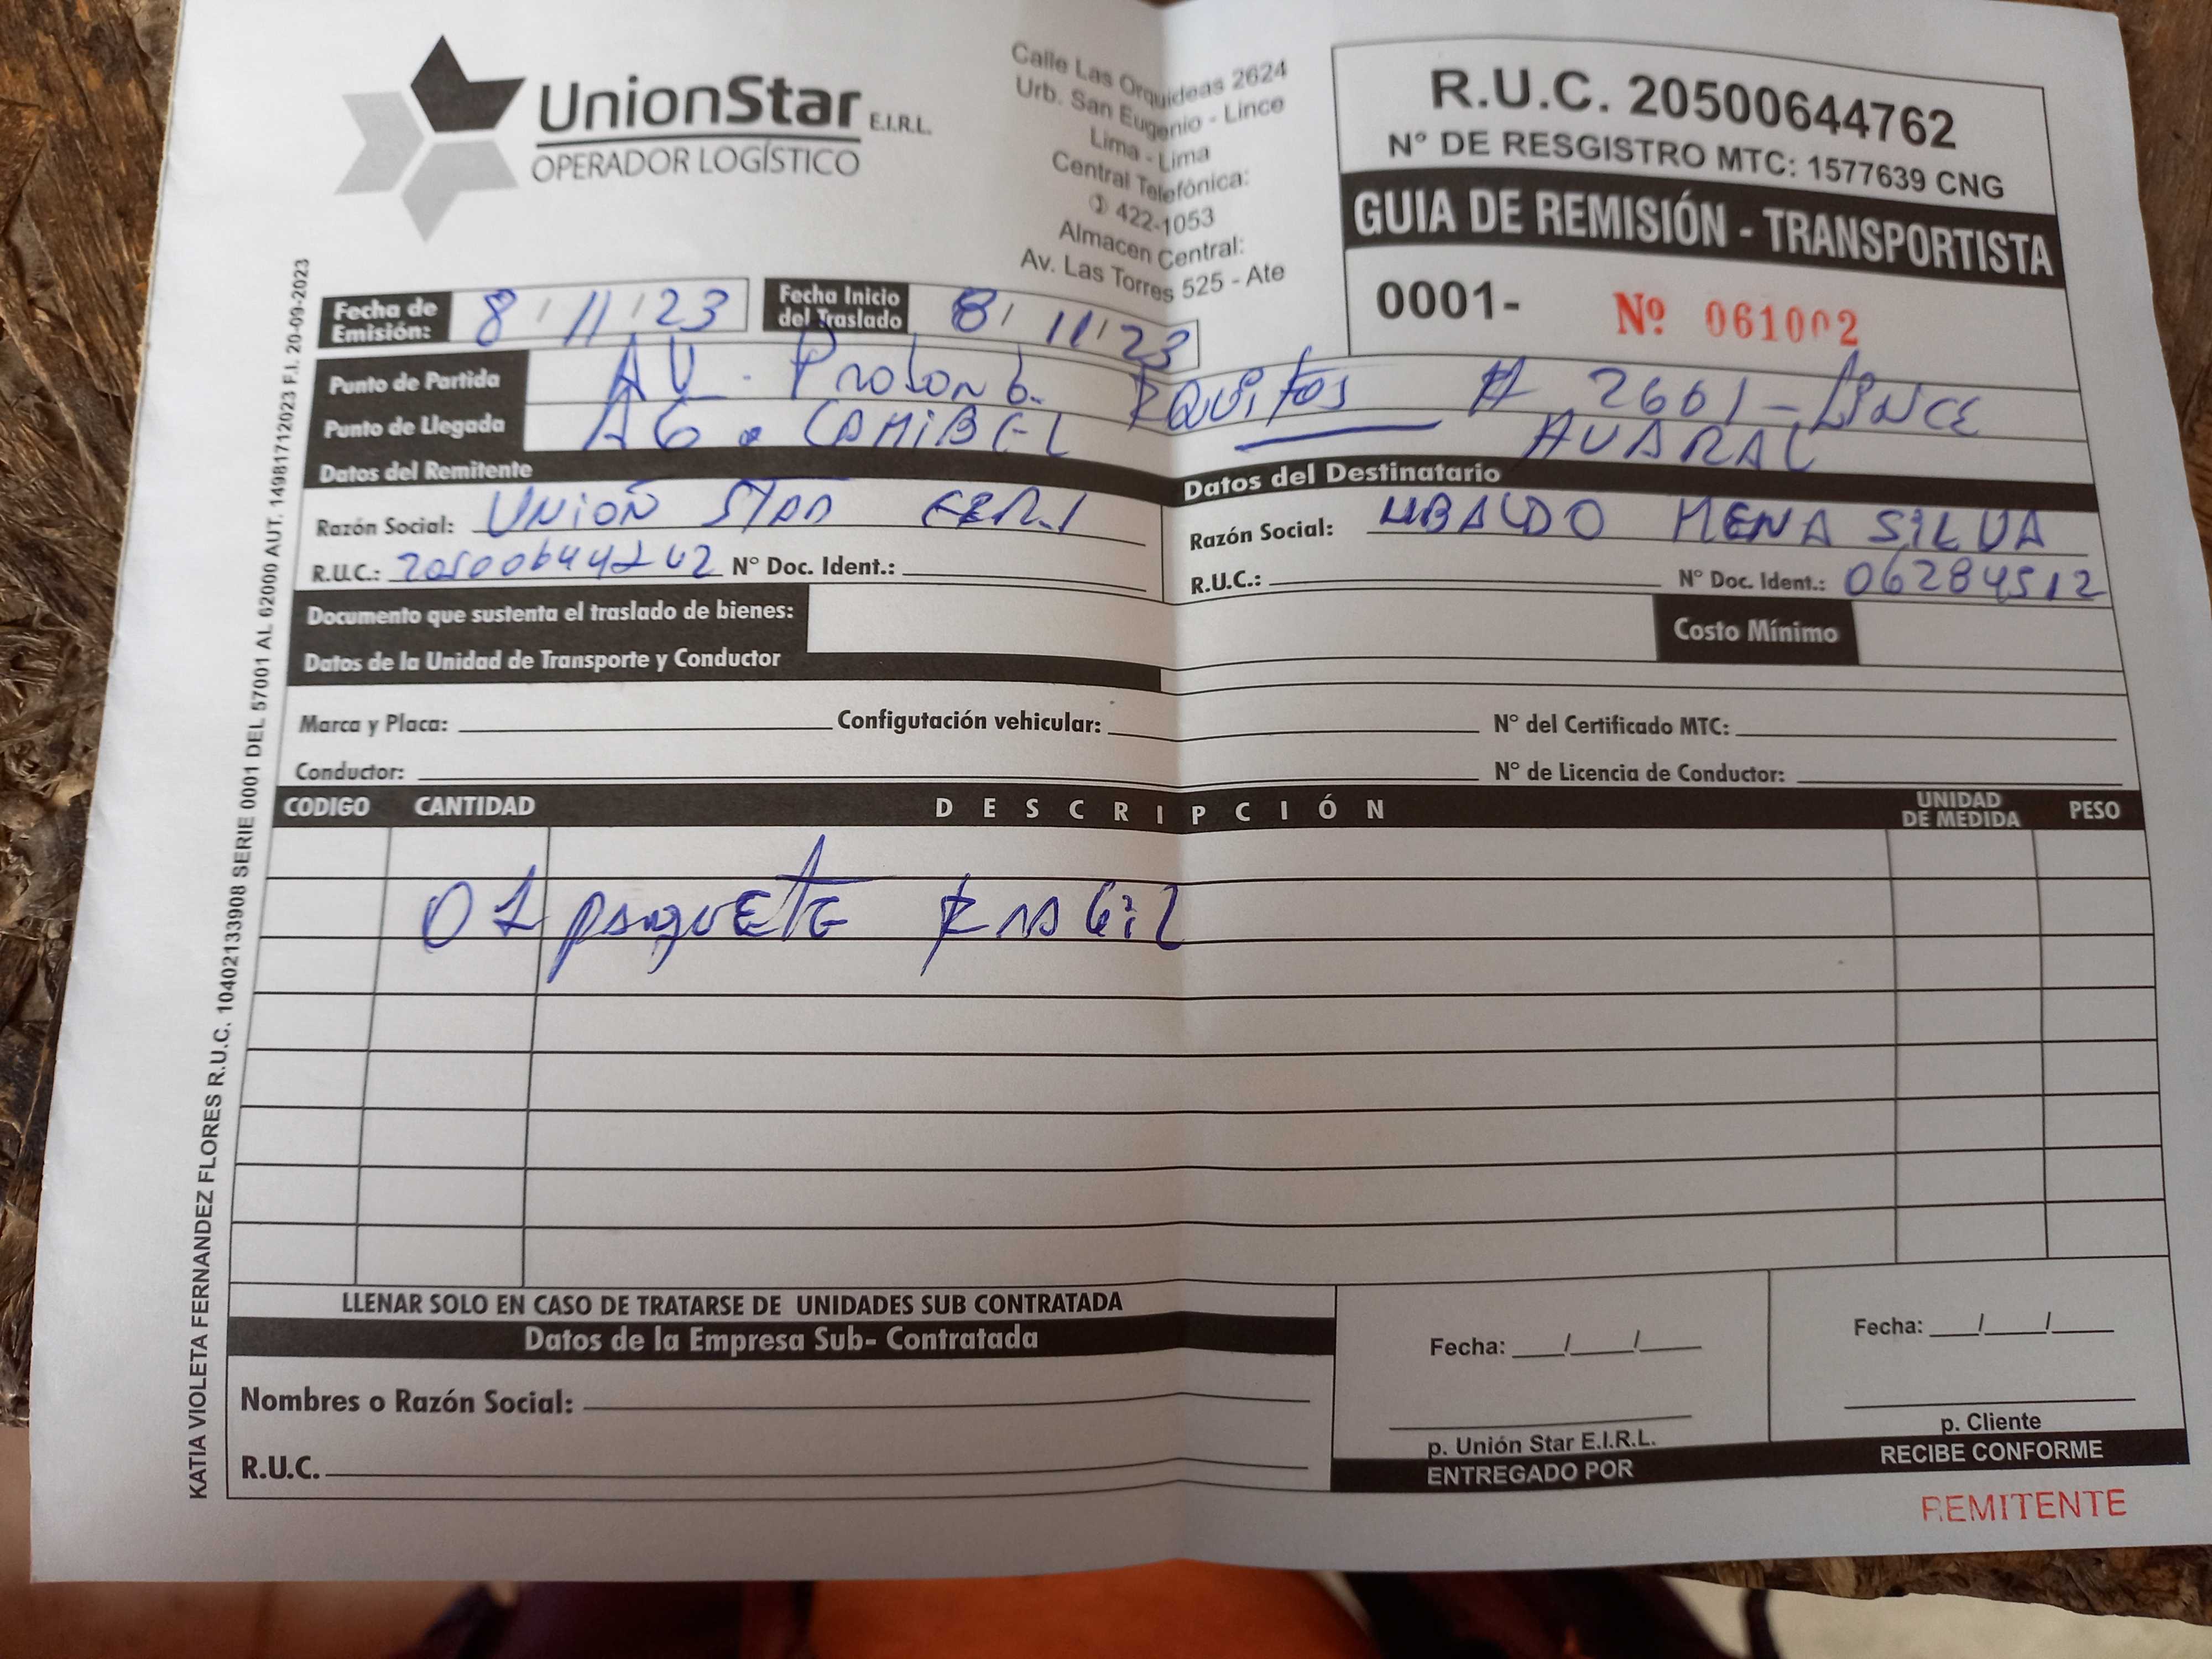 UnionStar E.I.R.L.
OPERADOR LOGÍSTICO
Calle Las Orquideas 2624
Urb. San Eugenio - Lince
Lima - Lima
Central Telefónica:
422-1053
Almacen Central:
Av. Las Torres 525 - Ate
R.U.C. 20500644762
N° DE RESGISTRO MTC: 1577639 CNG
GUIA DE REMISIÓN - TRANSPORTISTA
0001- Nº 061002
Fecha de Emisión: 8 / 11 / 23 Fecha Inicio del Traslado 8 / 11 / 23
Punto de Partida AV. Prolong. Iquitos # 2661 - LINCE
Punto de Llegada AG. CAMIBEL HUARAL
Datos del Remitente
Razón Social: UNION STAR
R.U.C.: N° Doc. Ident.:
Datos del Destinatario
Razón Social: UBALDO MENA SILVA
R.U.C.: N° Doc. Ident.: 06284512
Documento que sustenta el traslado de bienes:
Costo Mínimo
Datos de la Unidad de Transporte y Conductor
Marca y Placa: Configutación vehicular: N° del Certificado MTC:
Conductor: N° de Licencia de Conductor:
CODIGO CANTIDAD DESCRIPCIÓN UNIDAD DE MEDIDA PESO
01 paquete FRAGil
LLENAR SOLO EN CASO DE TRATARSE DE UNIDADES SUB CONTRATADA
Datos de la Empresa Sub- Contratada
Nombres o Razón Social:
R.U.C.
Fecha: / /
p. Unión Star E.I.R.L.
ENTREGADO POR
Fecha: / /
p. Cliente
RECIBE CONFORME
REMITENTE
KATIA VIOLETA FERNANDEZ FLORES R.U.C. 10402133908 SERIE 0001 DEL 57001 AL 62000 AUT. 14981712023 F.I. 20-09-2023